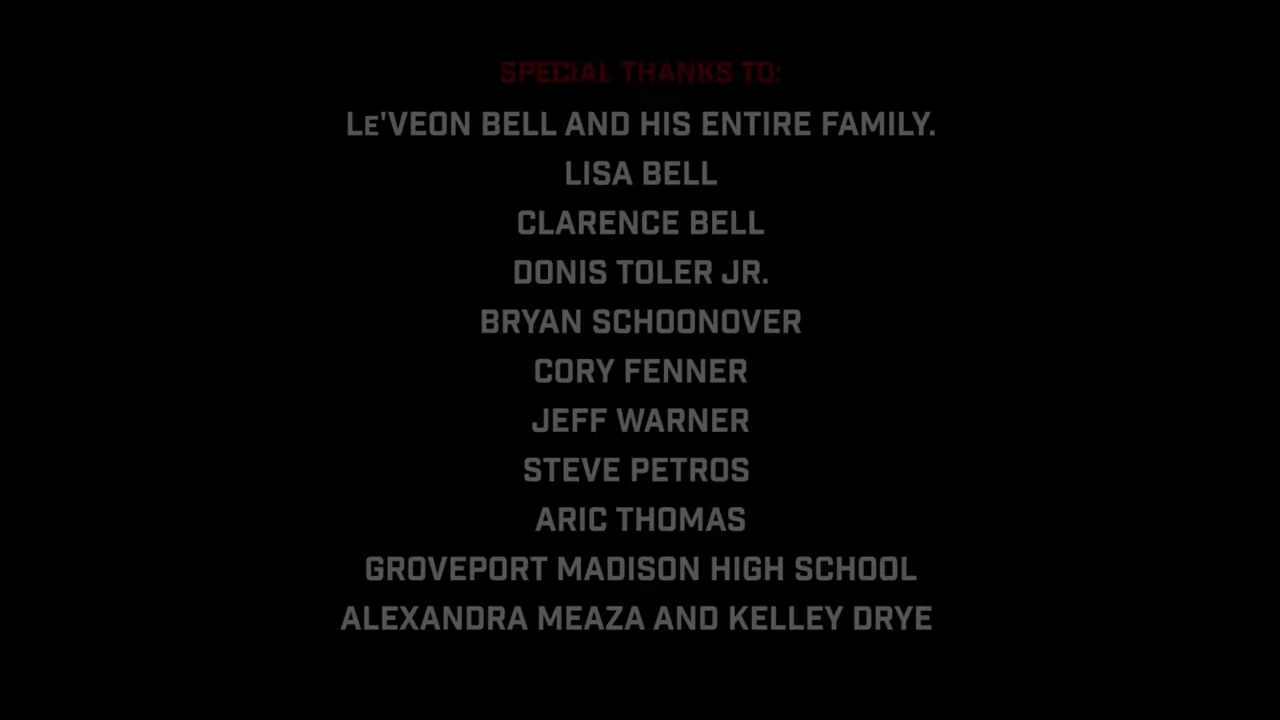 SPECIAL THANKS TO:
LE'VEON BELL AND HIS ENTIRE FAMILY.
LISA BELL
CLARENCE BELL
DONIS TOLER JR.
BRYAN SCHOONOVER
CORY FENNER
JEFF WARNER
STEVE PETROS
ARIC THOMAS
GROVEPORT MADISON HIGH SCHOOL
ALEXANDRA MEAZA AND KELLEY DRYE